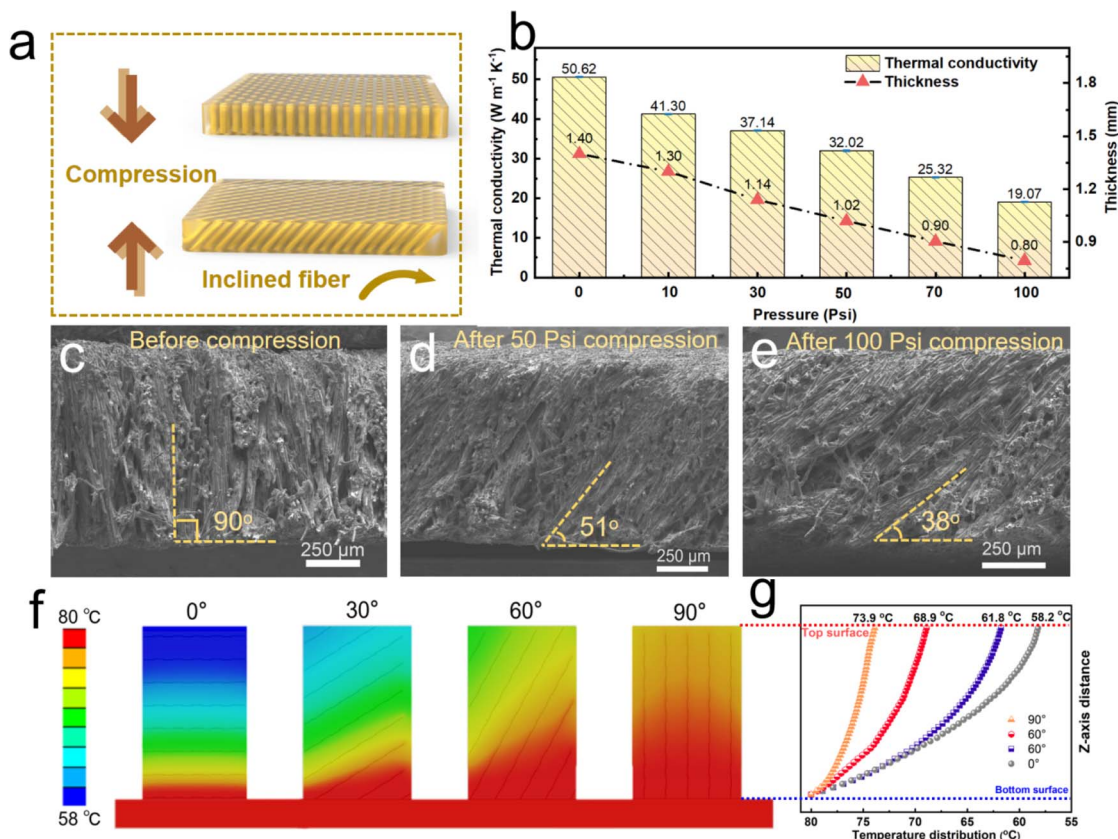 a
Compression
Inclined fiber
b
Thermal conductivity
Thickness
Thermal conductivity (W m⁻¹ K⁻¹)
50
40
30
20
10
0
50.62
41.30
37.14
32.02
25.32
19.07
1.40
1.30
1.14
1.02
0.90
0.80
1.8
1.5
1.2
0.9
Thickness (mm)
0 10 30 50 70 100
Pressure (Psi)
c
Before compression
90°
250 µm
d
After 50 Psi compression
51°
250 µm
e
After 100 Psi compression
38°
250 µm
f
80 ℃
58 ℃
0° 30° 60° 90°
g
73.9 ℃ 68.9 ℃ 61.8 ℃ 58.2 ℃
Top surface
90°
60°
60°
0°
Bottom surface
Z-axis distance
80 75 70 65 60 55
Temperature distribution (℃)